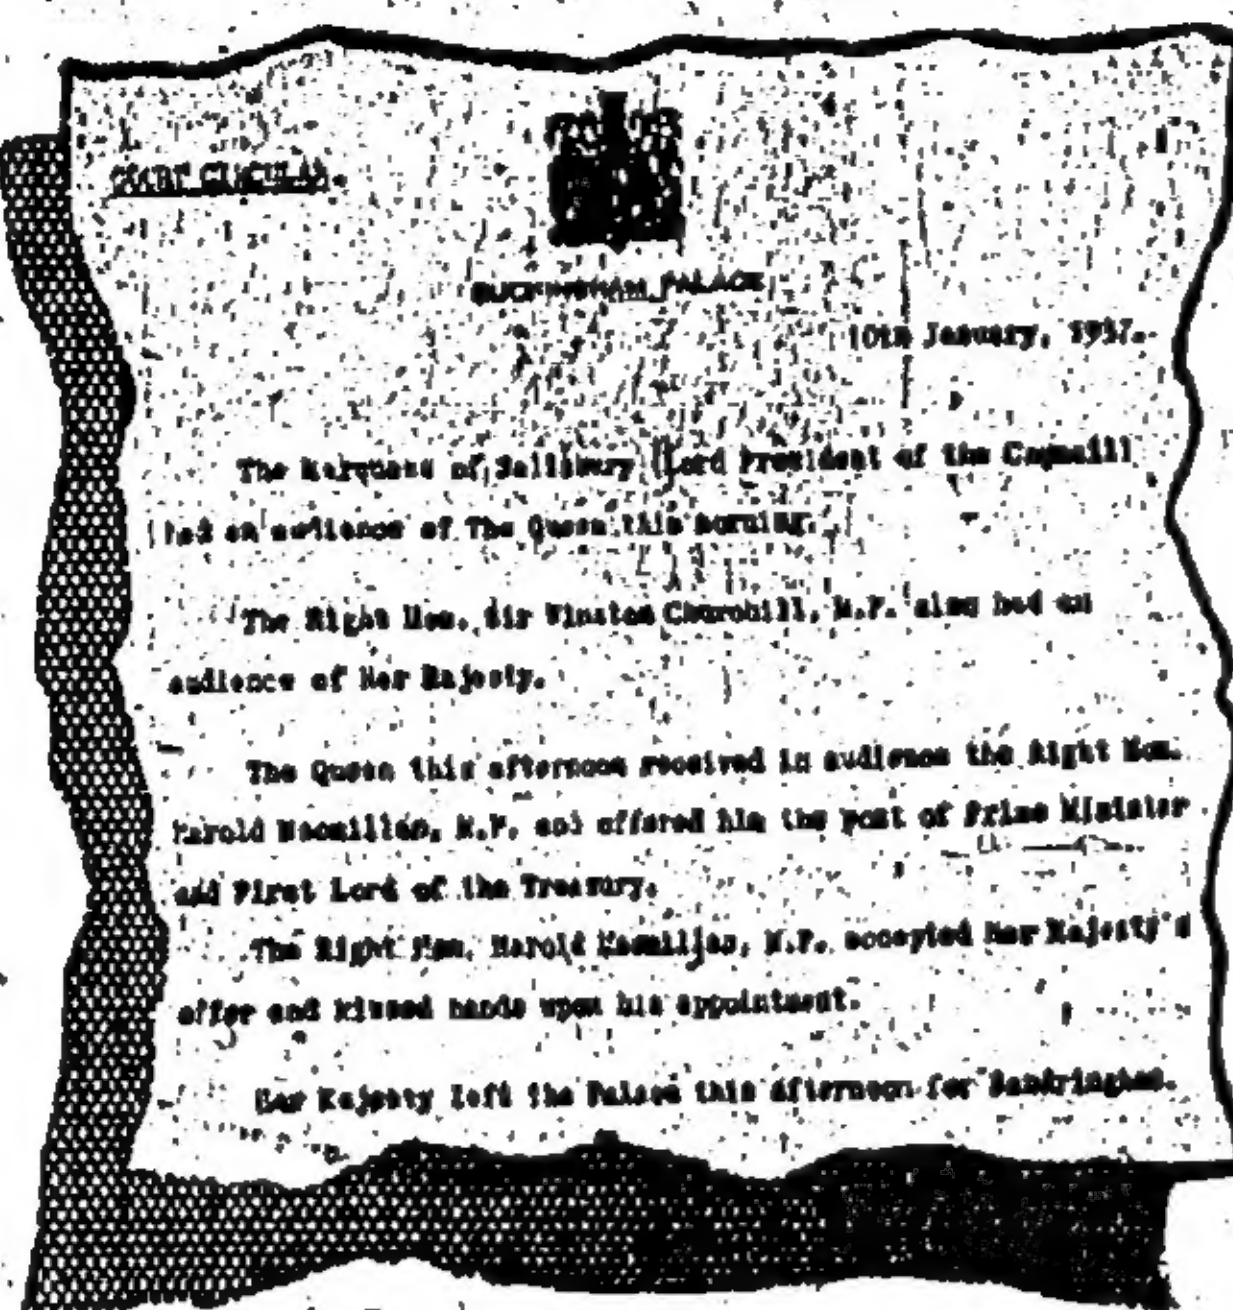 COURT CIRCULAR.
BUCKINGHAM PALACE
10th January, 1957.
The Marquess of Salisbury (Lord President of the Council)
had an audience of The Queen this morning.
The Right Hon. Sir Winston Churchill, M.P. also had an
audience of Her Majesty.
The Queen this afternoon received in audience the Right Hon.
Harold Macmillan, M.P. and offered him the post of Prime Minister
and First Lord of the Treasury.
The Right Hon. Harold Macmillan, M.P. accepted Her Majesty's
offer and kissed hands upon his appointment.
Her Majesty left the Palace this afternoon for Sandringham.